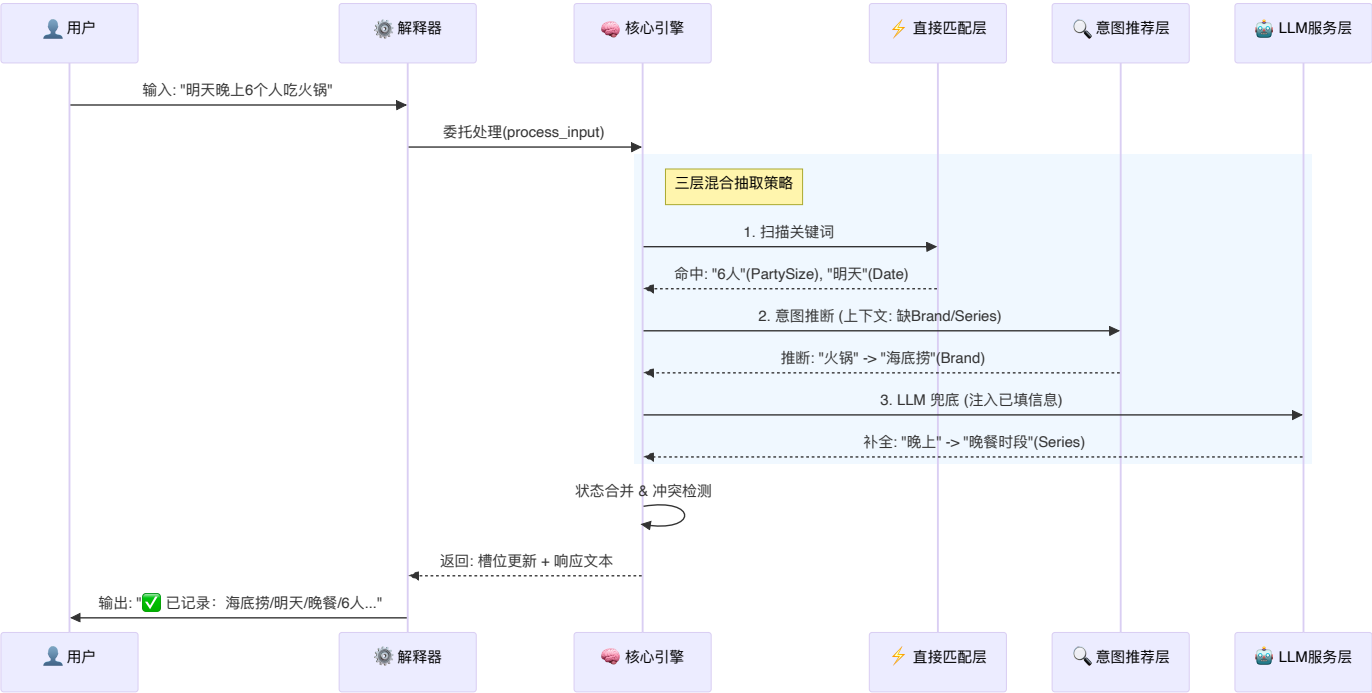 👤 用户
⚙️ 解释器
🧠 核心引擎
⚡ 直接匹配层
🔍 意图推荐层
🤖 LLM服务层
输入: "明天晚上6个人吃火锅"
委托处理(process_input)
三层混合抽取策略
1. 扫描关键词
命中: "6人"(PartySize), "明天"(Date)
2. 意图推断 (上下文: 缺Brand/Series)
推断: "火锅" -> "海底捞"(Brand)
3. LLM 兜底 (注入已填信息)
补全: "晚上" -> "晚餐时段"(Series)
状态合并 & 冲突检测
返回: 槽位更新 + 响应文本
输出: "✅ 已记录：海底捞/明天/晚餐/6人..."
👤 用户
⚙️ 解释器
🧠 核心引擎
⚡ 直接匹配层
🔍 意图推荐层
🤖 LLM服务层